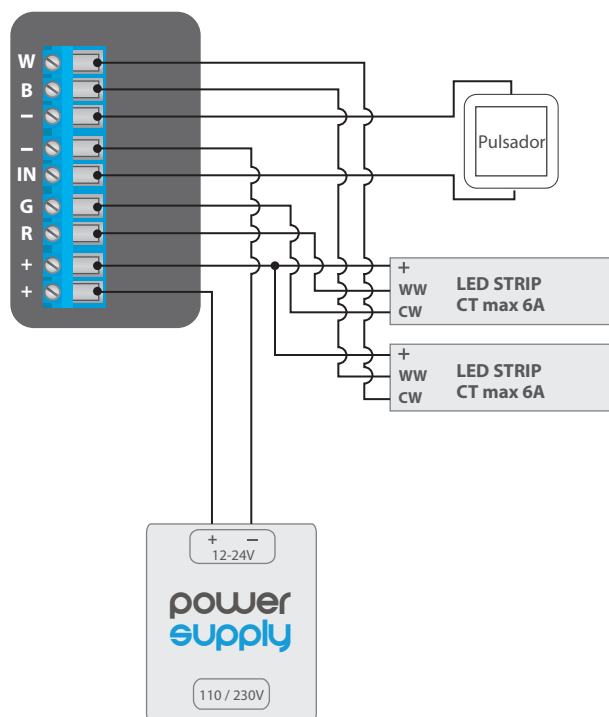 W
B
–
–
IN
G
R
+
+
Pulsador
+
WW
CW
LED STRIP
CT max 6A
+
WW
CW
LED STRIP
CT max 6A
+ –
12-24V
power
supply
110 / 230V